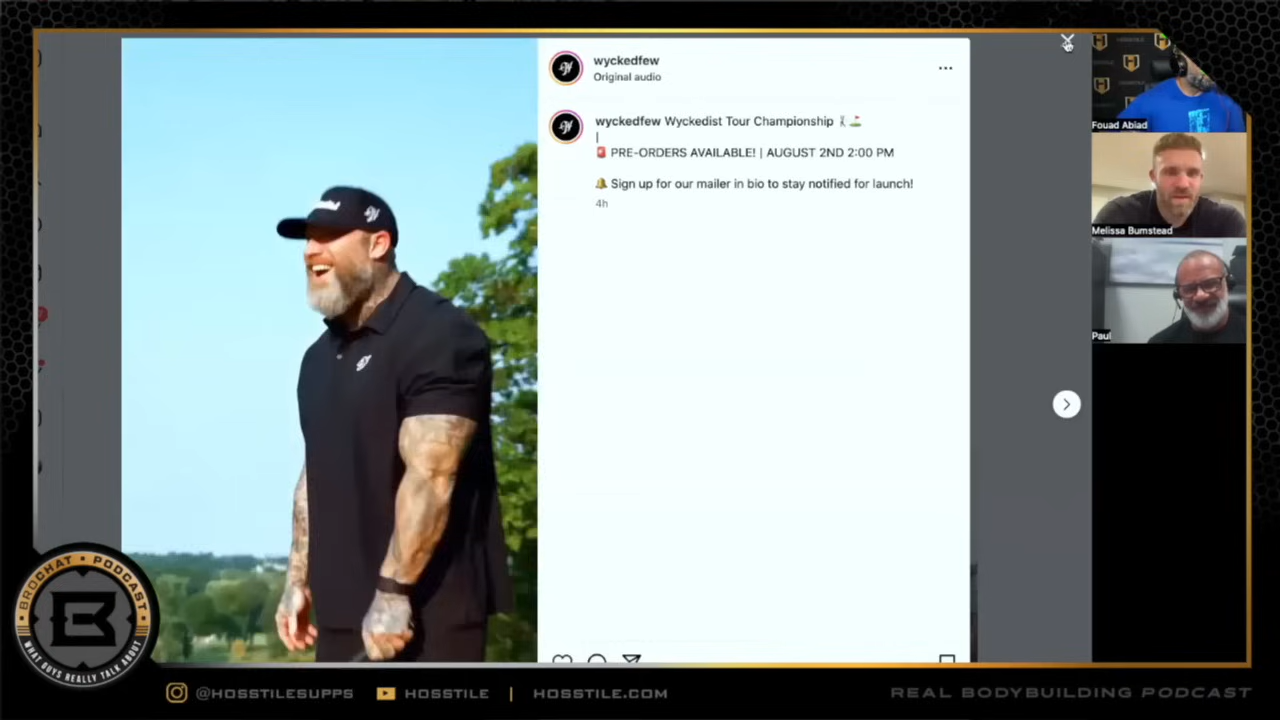 wyckedfew
Original audio
wyckedfew Wyckedist Tour Championship 🏌️⛳
|
🚨 PRE-ORDERS AVAILABLE! | AUGUST 2ND 2:00 PM
🔔 Sign up for our mailer in bio to stay notified for launch!
4h
Fouad Abiad
Melissa Bumstead
Paul
BROCHAT • PODCAST
WHAT GUYS REALLY TALK ABOUT
@HOSSTILESUPPS
HOSSTILE
|
HOSSTILE.COM
REAL BODYBUILDING PODCAST